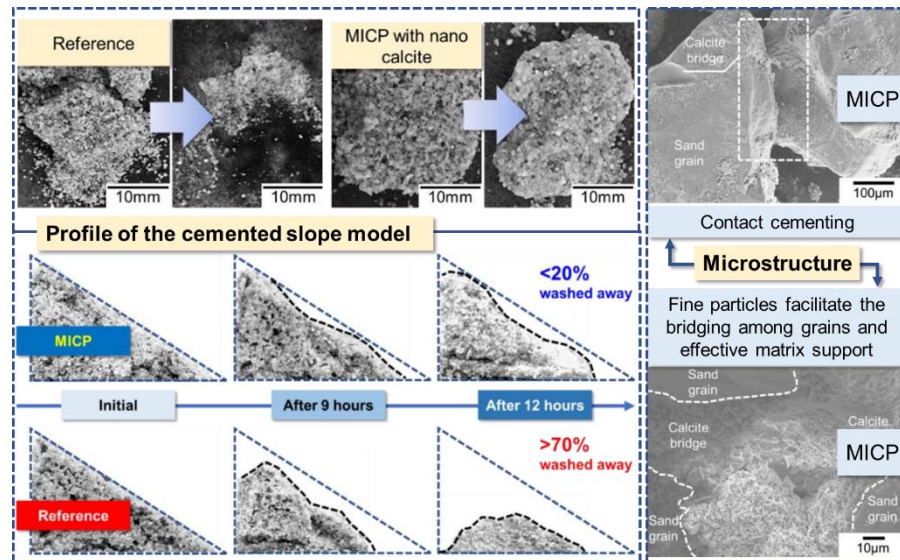 Reference
10mm
10mm
MICP with nano
calcite
10mm
10mm
Profile of the cemented slope model
MICP
<20%
washed away
Initial
After 9 hours
After 12 hours
Reference
>70%
washed away
Calcite
bridge
Sand
grain
MICP
100µm
Contact cementing
Microstructure
Fine particles facilitate the
bridging among grains and
effective matrix support
Sand
grain
Calcite
bridge
Calcite
MICP
Sand
grain
Sand
grain
10µm